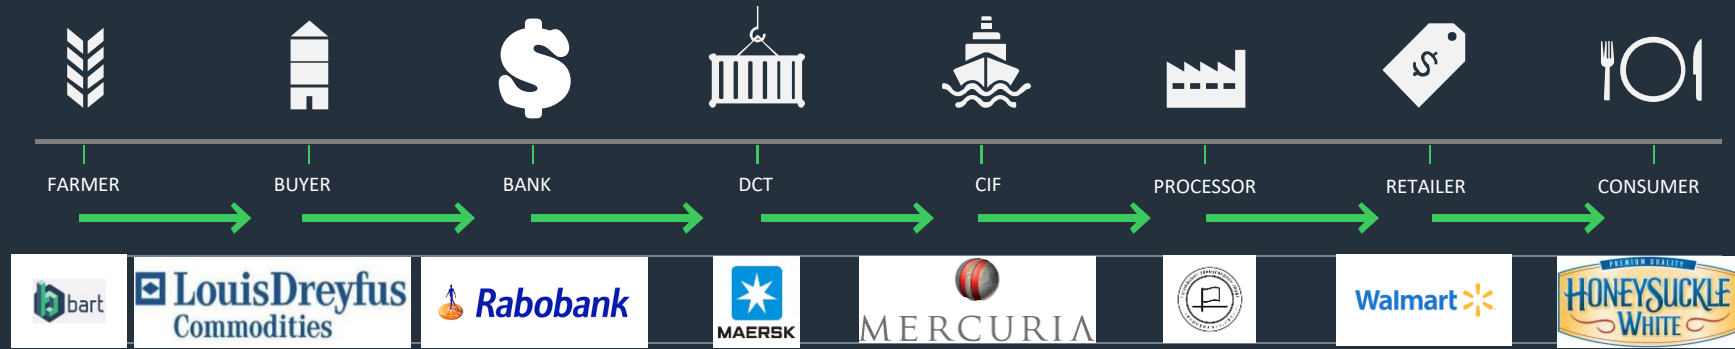 FARMER
BUYER
BANK
DCT
CIF
PROCESSOR
RETAILER
CONSUMER
bart
LouisDreyfus
Commodities
Rabobank
MAERSK
MERCURIA
Walmart
PREMIUM QUALITY
HONEYSUCKLE
WHITE